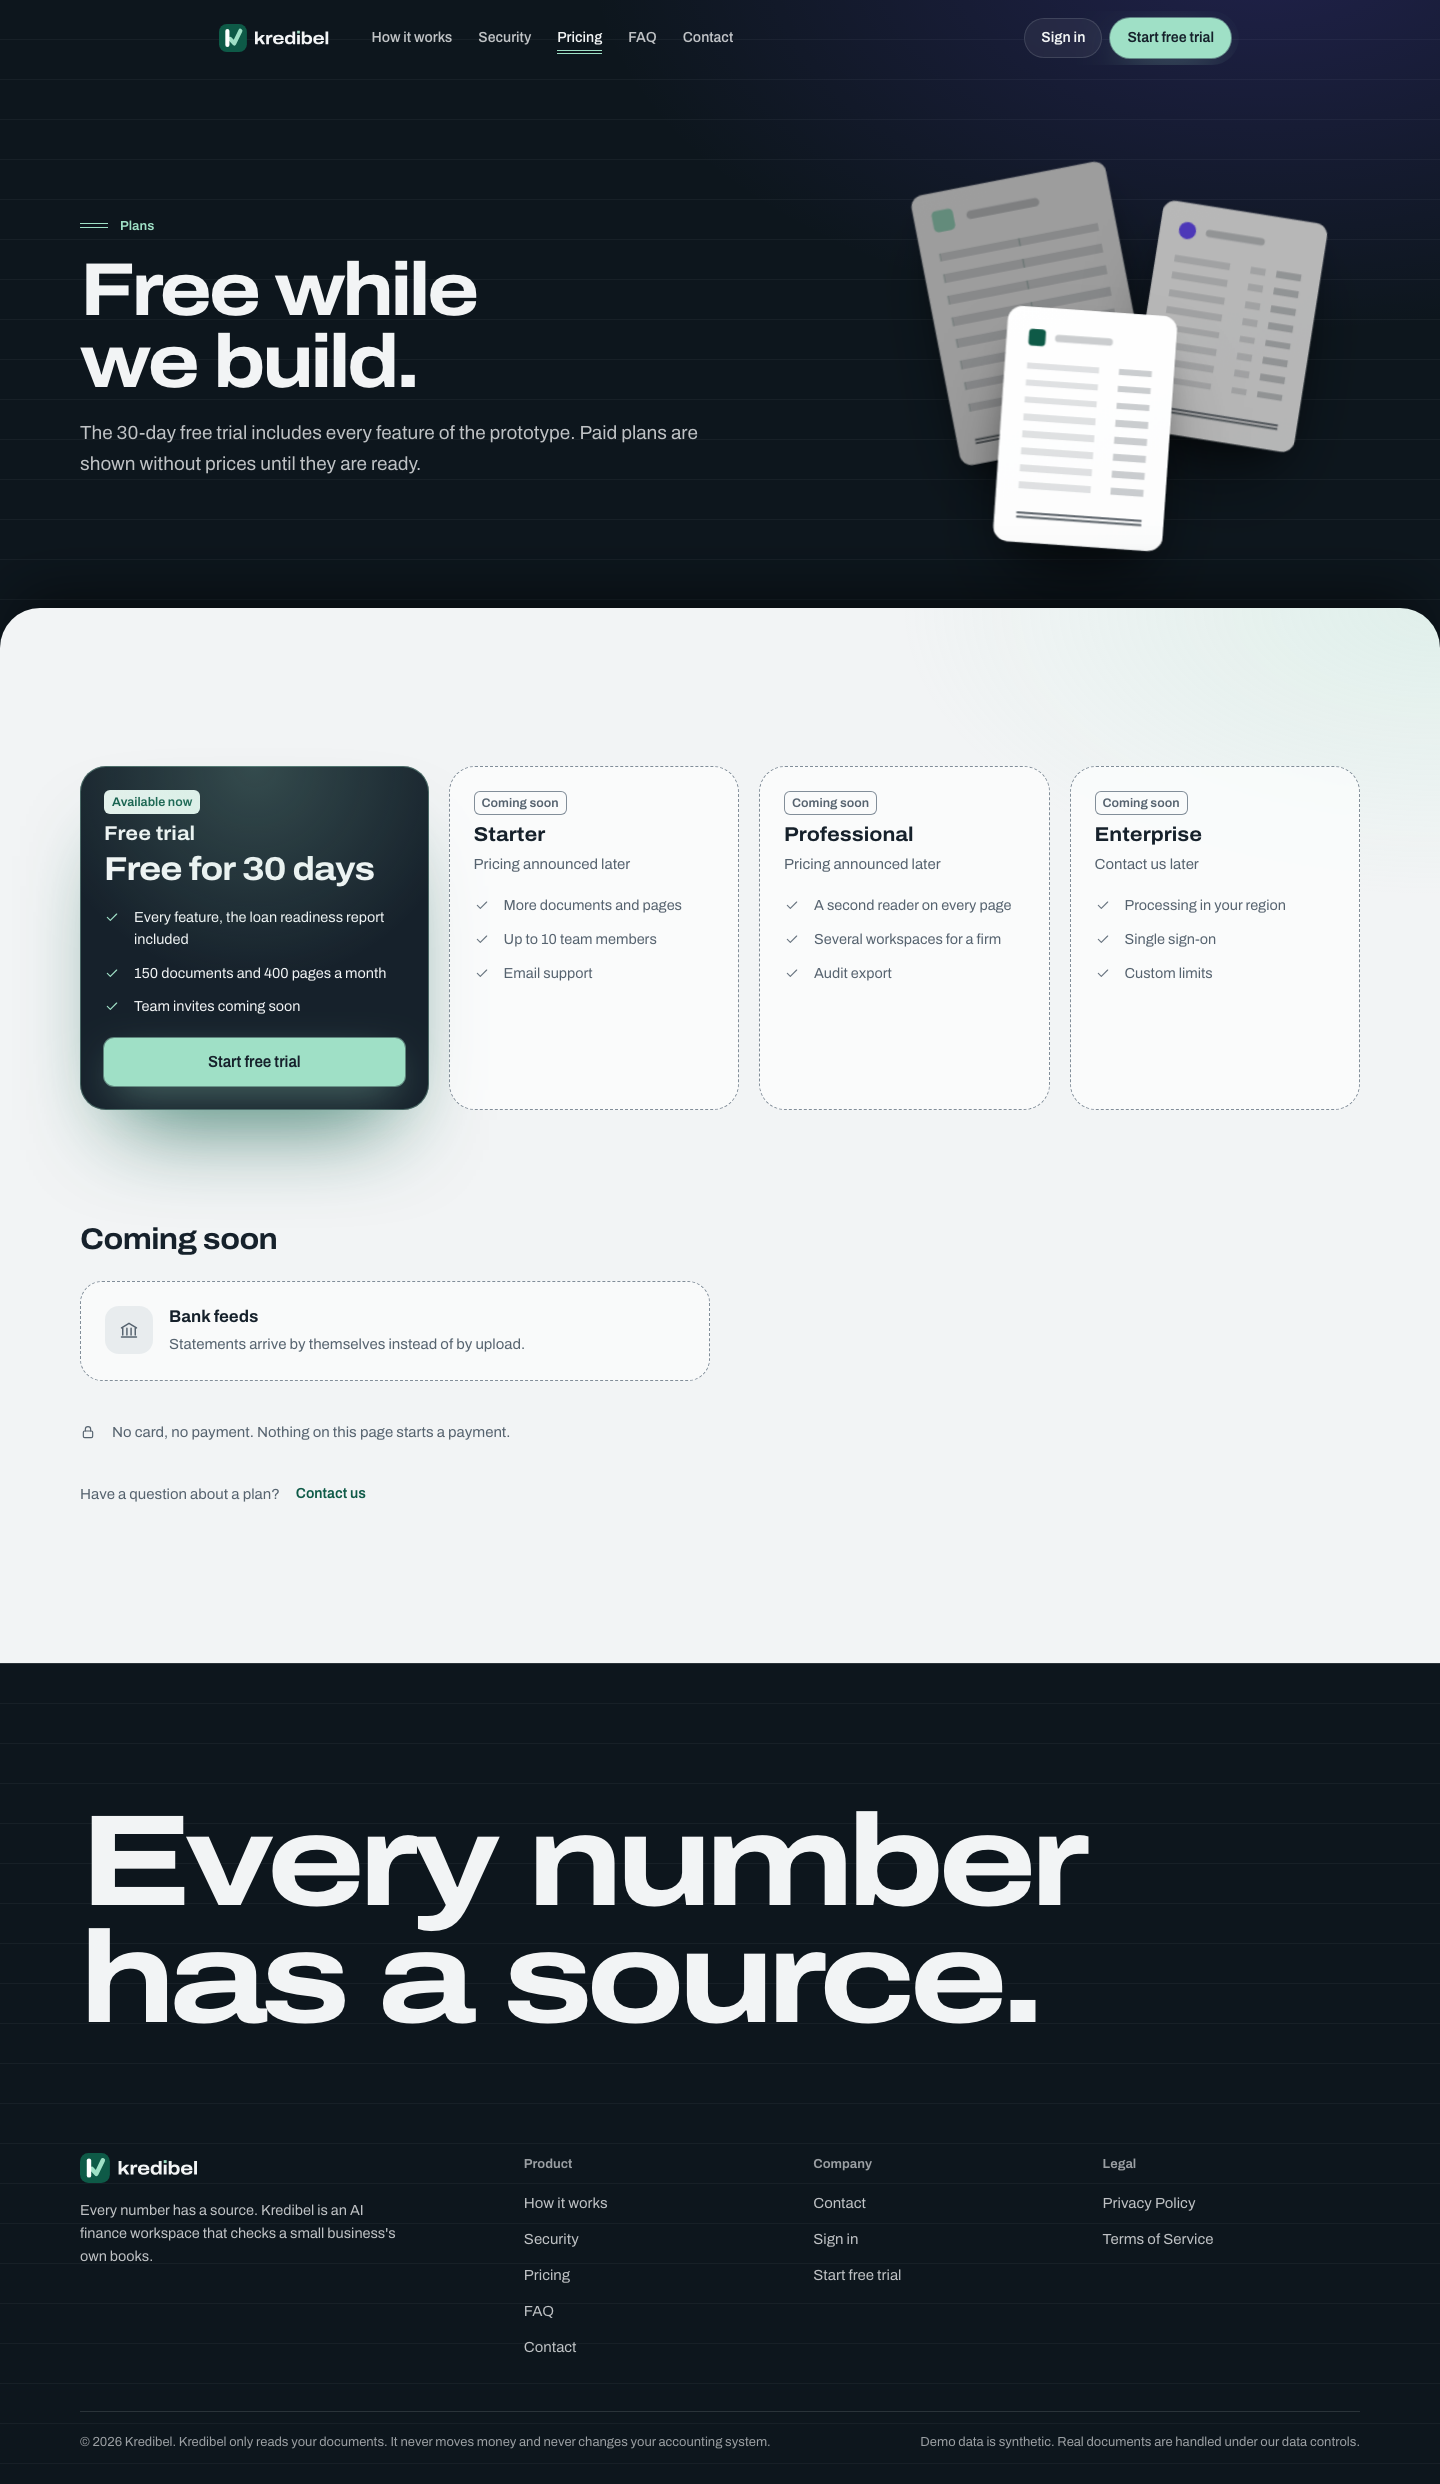 kredibel
How it works
Security
Pricing
FAQ
Contact
Sign in
Start free trial
Plans
Free while
we build.
The 30-day free trial includes every feature of the prototype. Paid plans are
shown without prices until they are ready.
Available now
Free trial
Free for 30 days
Every feature, the loan readiness report
included
150 documents and 400 pages a month
Team invites coming soon
Start free trial
Coming soon
Starter
Pricing announced later
More documents and pages
Up to 10 team members
Email support
Coming soon
Professional
Pricing announced later
A second reader on every page
Several workspaces for a firm
Audit export
Coming soon
Enterprise
Contact us later
Processing in your region
Single sign-on
Custom limits
Coming soon
Bank feeds
Statements arrive by themselves instead of by upload.
No card, no payment. Nothing on this page starts a payment.
Have a question about a plan? Contact us
Every number
has a source.
kredibel
Every number has a source. Kredibel is an AI
finance workspace that checks a small business's
own books.
Product
How it works
Security
Pricing
FAQ
Contact
Company
Contact
Sign in
Start free trial
Legal
Privacy Policy
Terms of Service
© 2026 Kredibel. Kredibel only reads your documents. It never moves money and never changes your accounting system.
Demo data is synthetic. Real documents are handled under our data controls.